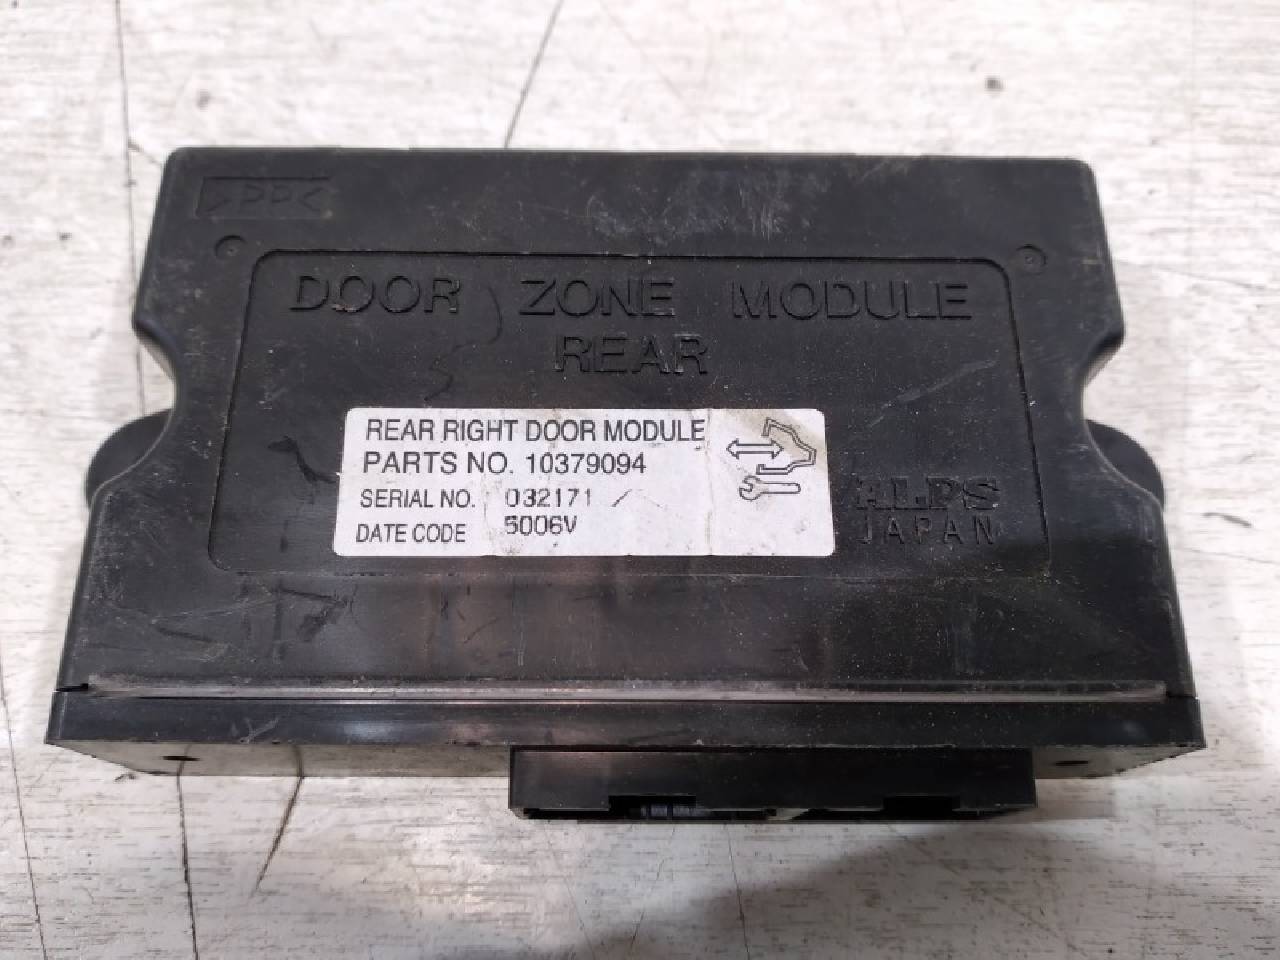 >PP<
DOOR ZONE MODULE
REAR
REAR RIGHT DOOR MODULE
PARTS NO. 10379094
SERIAL NO. 032171
DATE CODE 5006V
ALPS
JAPAN